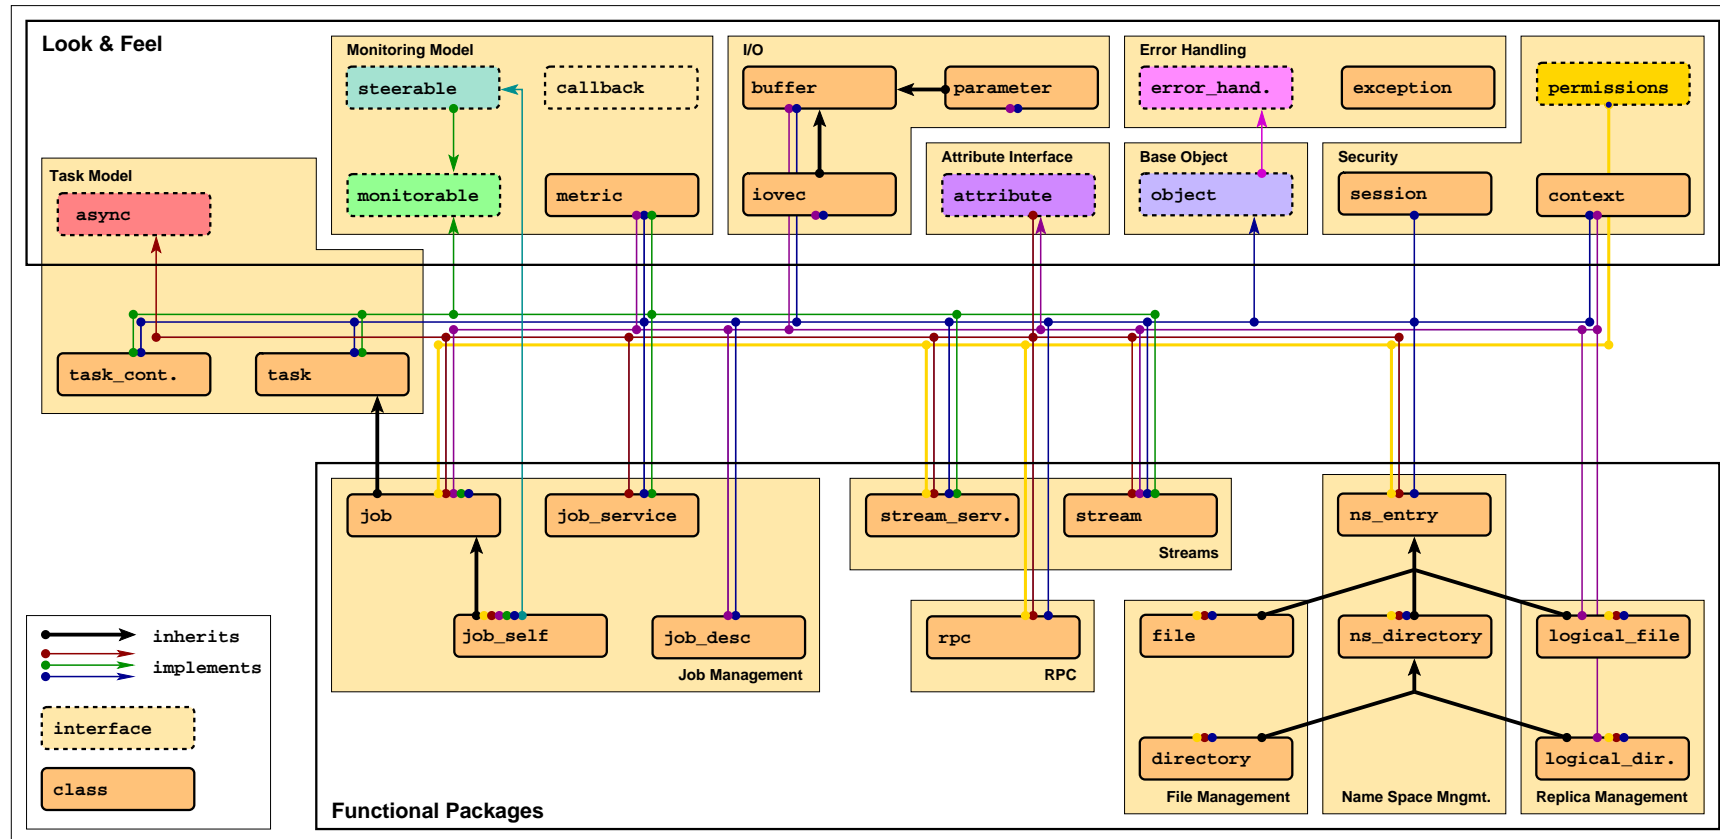 Look & Feel
Monitoring Model
I/O
Error Handling
steerable
callback
buffer
parameter
error_hand.
exception
permissions
Task Model
Attribute Interface
Base Object
Security
async
monitorable
metric
iovec
attribute
object
session
context
task_cont.
task
job
job_service
stream_serv.
stream
ns_entry
Streams
inherits
implements
job_self
job_desc
rpc
file
ns_directory
logical_file
Job Management
RPC
interface
directory
logical_dir.
class
File Management
Name Space Mngmt.
Replica Management
Functional Packages